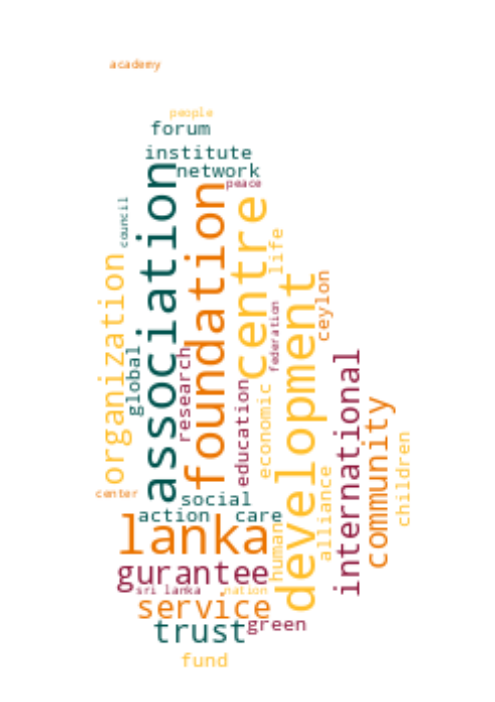 academy
people
forum
institute
network
peace
council
association
foundation
centre
life
organization
development
ceylon
federation
global
research
education
economic
international
community
children
alliance
center
social
action
care
lanka
human
gurantee
sri lanka
nation
service
trust
green
fund